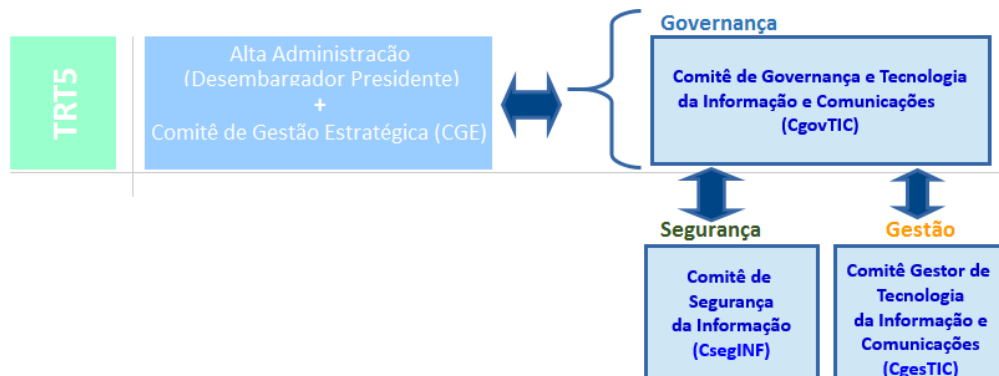 Governança
TRT5
Alta Administracão
(Desembargador Presidente)
+
Comitê de Gestão Estratégica (CGE)
Comitê de Governança e Tecnologia
da Informação e Comunicações
(CgovTIC)
Segurança
Gestão
Comitê de
Segurança
da Informação
(CsegINF)
Comitê Gestor de
Tecnologia
da Informação e
Comunicações
(CgesTIC)